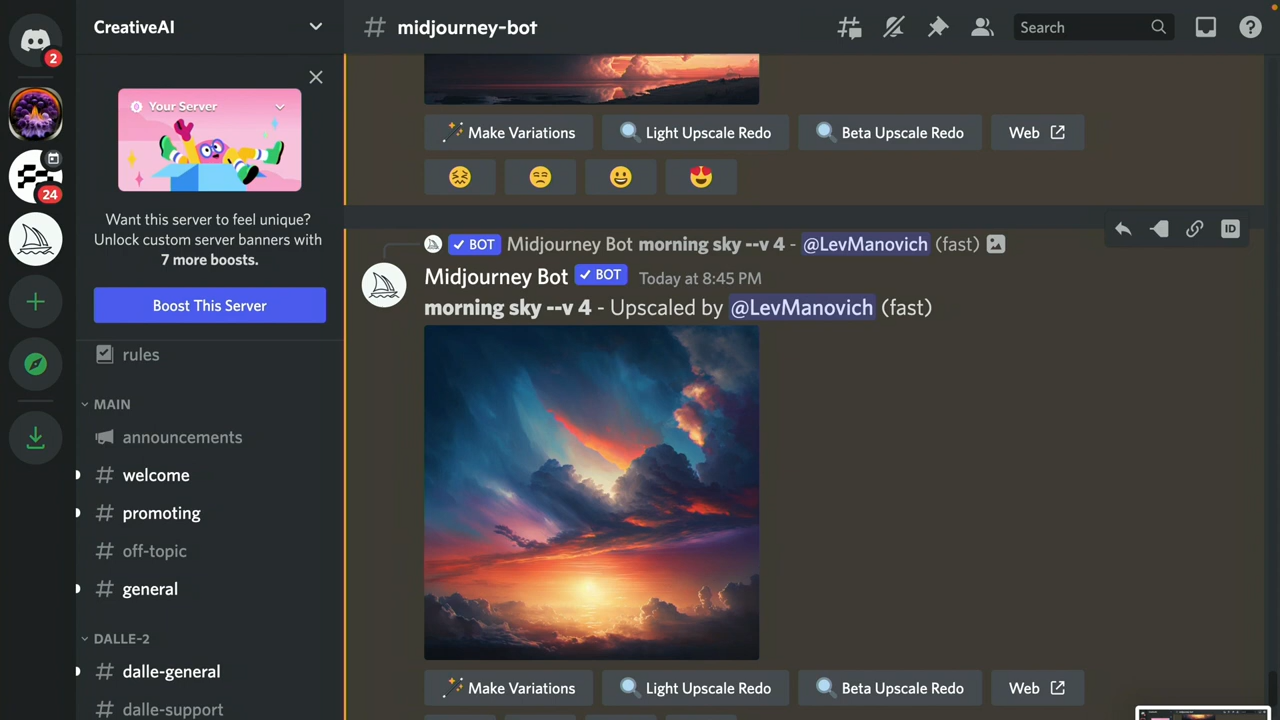 CreativeAI
midjourney-bot
Search
2
24
Your Server
Want this server to feel unique?
Unlock custom server banners with
7 more boosts.
Boost This Server
rules
MAIN
announcements
welcome
promoting
off-topic
general
DALLE-2
dalle-general
dalle-support
Make Variations
Light Upscale Redo
Beta Upscale Redo
Web
BOT Midjourney Bot morning sky --v 4 - @LevManovich (fast)
ID
Midjourney Bot BOT Today at 8:45 PM
morning sky --v 4 - Upscaled by @LevManovich (fast)
Make Variations
Light Upscale Redo
Beta Upscale Redo
Web